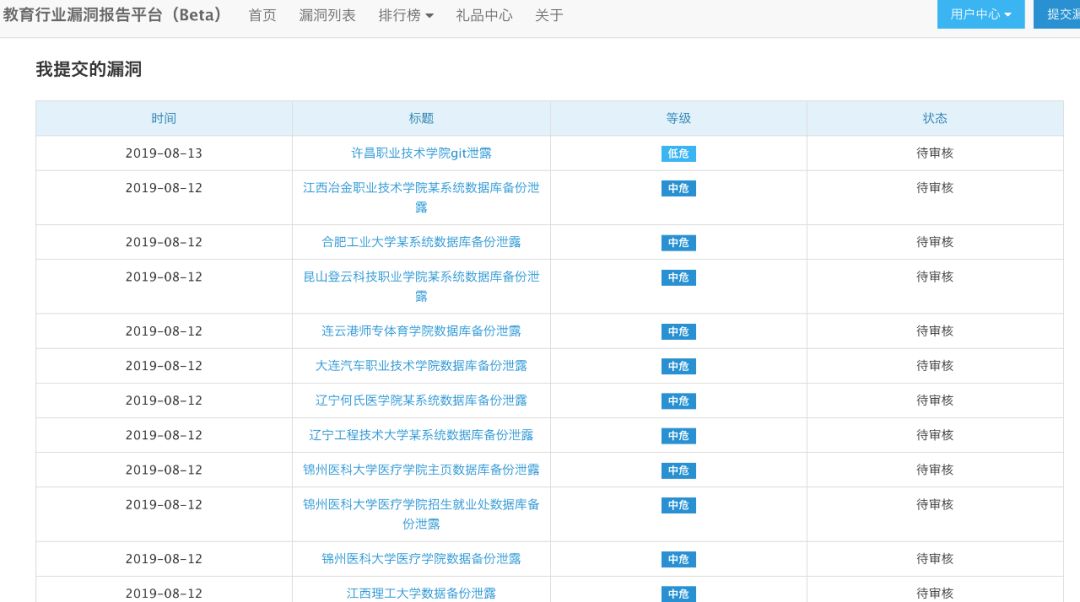 教育行业漏洞报告平台（Beta） 首页 漏洞列表 排行榜 礼品中心 关于 用户中心 提交漏
我提交的漏洞
时间 标题 等级 状态
2019-08-13 许昌职业技术学院git泄露 低危 待审核
2019-08-12 江西冶金职业技术学院某系统数据库备份泄 中危 待审核
露
2019-08-12 合肥工业大学某系统数据库备份泄露 中危 待审核
2019-08-12 昆山登云科技职业学院某系统数据库备份泄 中危 待审核
露
2019-08-12 连云港师专体育学院数据库备份泄露 中危 待审核
2019-08-12 大连汽车职业技术学院数据库备份泄露 中危 待审核
2019-08-12 辽宁何氏医学院某系统数据库备份泄露 中危 待审核
2019-08-12 辽宁工程技术大学某系统数据库备份泄露 中危 待审核
2019-08-12 锦州医科大学医疗学院主页数据库备份泄露 中危 待审核
2019-08-12 锦州医科大学医疗学院招生就业处数据库备 中危 待审核
份泄露
2019-08-12 锦州医科大学医疗学院数据备份泄露 中危 待审核
2019-08-12 江西理工大学数据备份泄露 中危 待审核